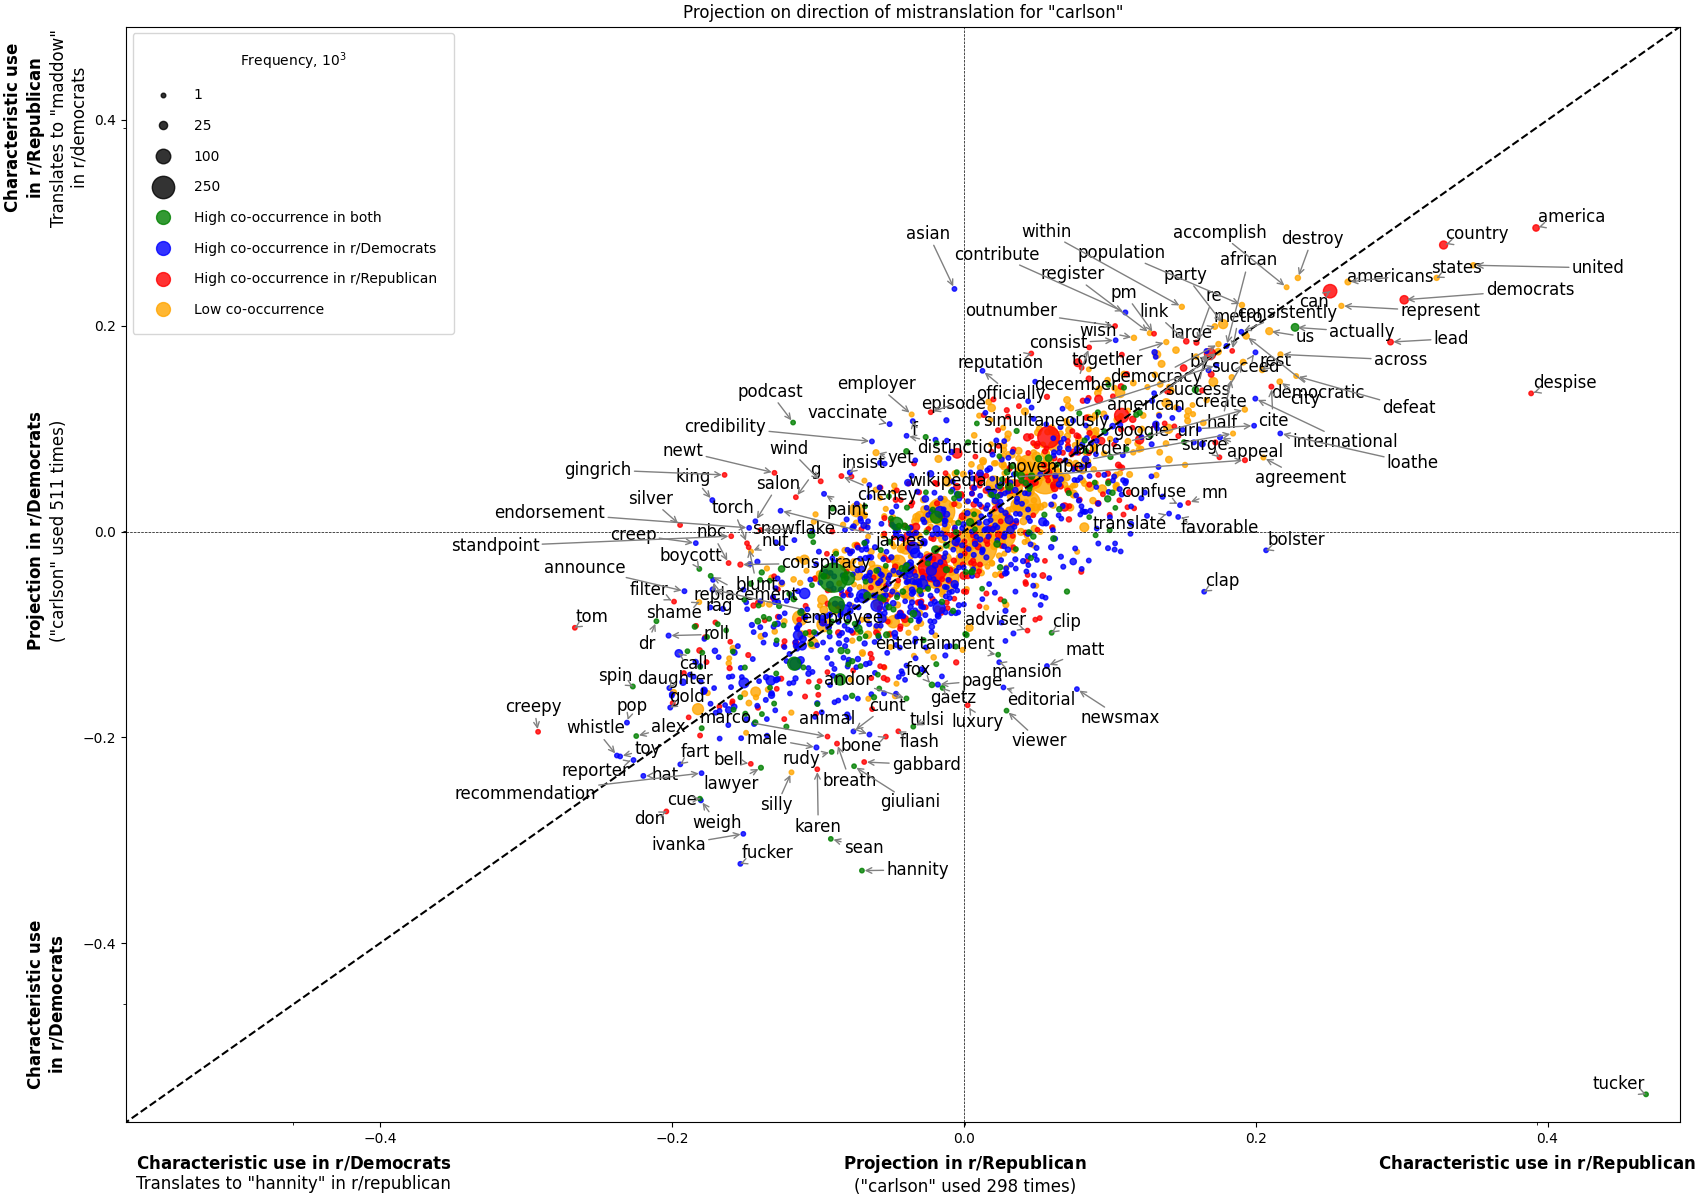 Projection on direction of mistranslation for "carlson"
Characteristic use
in r/Republican
Translates to "maddow"
in r/democrats
Projection in r/Democrats
("carlson" used 511 times)
Characteristic use
in r/Democrats
Frequency, 10³
1
25
100
250
High co-occurrence in both
High co-occurrence in r/Democrats
High co-occurrence in r/Republican
Low co-occurrence
0.4
0.2
0.0
−0.2
−0.4
america
asian
within
accomplish
country
destroy
contribute
population
african
register
party
americans
states
united
pm
re
can
democrats
outnumber
link
metro
consistently
represent
wish
large
us
actually
lead
consist
reputation
together
by
succeed
rest
across
podcast
employer
officially
december
democracy
success
democratic
despise
vaccinate
episode
american
create
city
defeat
credibility
f
simultaneously
google_url
half
cite
international
newt
wind
distinction
border
surge
appeal
loathe
gingrich
king
g
insist
yet
november
agreement
silver
salon
cheney
wikipedia_url
confuse
mn
endorsement
torch
paint
translate
favorable
creep
nbc
snowflake
standpoint
nut
james
bolster
boycott
conspiracy
announce
blunt
clap
filter
replacement
shame
rag
tom
employee
adviser
clip
dr
roll
entertainment
matt
call
fox
mansion
spin
daughter
andor
page
creepy
pop
gold
cunt
gaetz
editorial
newsmax
whistle
alex
marco
animal
tulsi
luxury
viewer
toy
fart
male
bone
flash
reporter
hat
bell
rudy
gabbard
recommendation
lawyer
breath
cue
silly
giuliani
don
weigh
karen
ivanka
fucker
sean
hannity
tucker
−0.4
−0.2
0.0
0.2
0.4
Characteristic use in r/Democrats
Translates to "hannity" in r/republican
Projection in r/Republican
("carlson" used 298 times)
Characteristic use in r/Republican